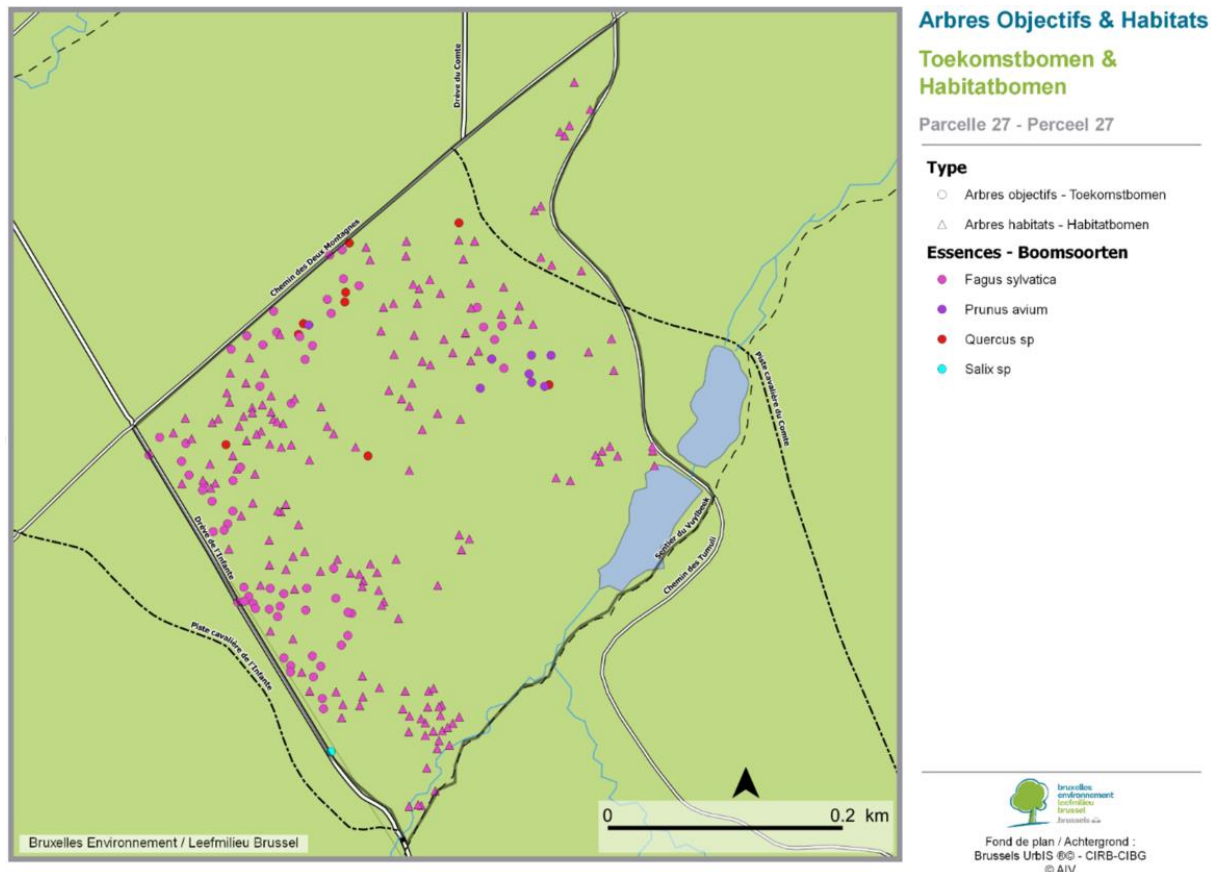 Arbres Objectifs & Habitats
Toekomstbomen &
Habitatbomen
Parcelle 27 - Perceel 27
Type
Arbres objectifs - Toekomstbomen
Arbres habitats - Habitatbomen
Essences - Boomsoorten
Fagus sylvatica
Prunus avium
Quercus sp
Salix sp
Drève du Comte
Chemin des Deux Montagnes
Piste cavalière du Comte
Drève de l'Infante
Sentier du Vuylbeek
Chemin des Tumuli
Piste cavalière de l'Infante
0 0.2 km
Bruxelles Environnement / Leefmilieu Brussel
bruxelles
environnement
leefmilieu
brussel
.brussels
Fond de plan / Achtergrond :
Brussels UrbIS ®© - CIRB-CIBG
© AIV